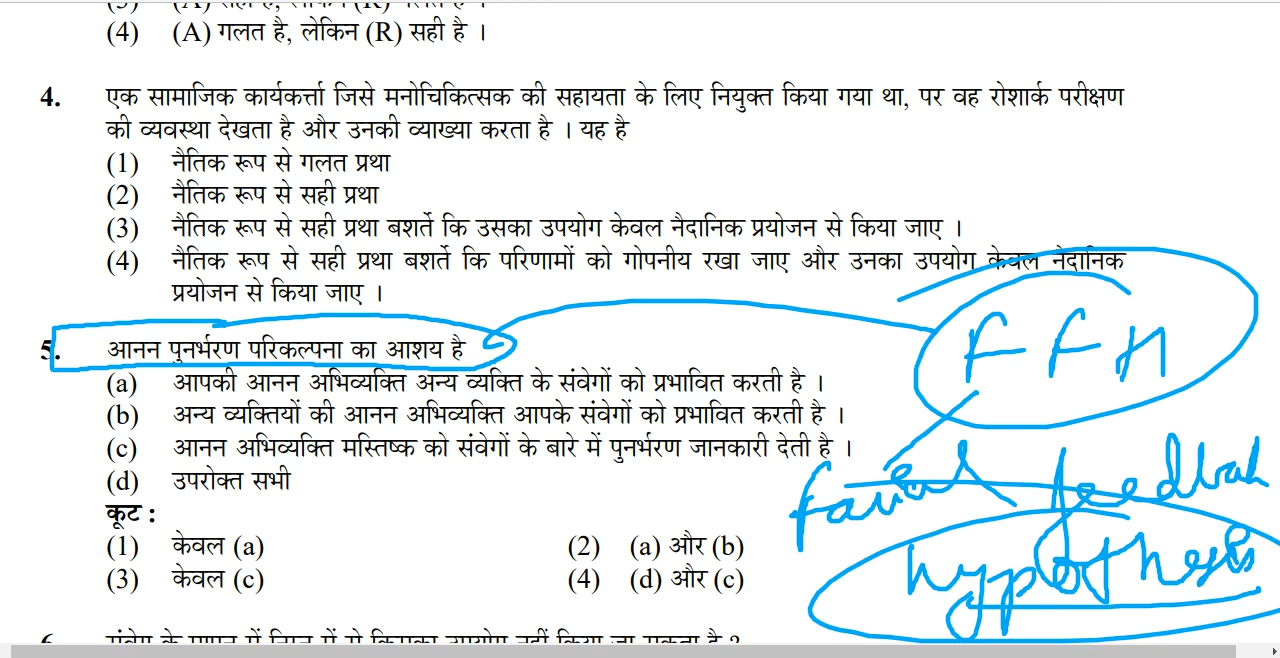 (4) (A) गलत है, लेकिन (R) सही है ।
4. एक सामाजिक कार्यकर्त्ता जिसे मनोचिकित्सक की सहायता के लिए नियुक्त किया गया था, पर वह रोशार्क परीक्षण
की व्यवस्था देखता है और उनकी व्याख्या करता है । यह है
(1) नैतिक रूप से गलत प्रथा
(2) नैतिक रूप से सही प्रथा
(3) नैतिक रूप से सही प्रथा बशर्ते कि उसका उपयोग केवल नैदानिक प्रयोजन से किया जाए ।
(4) नैतिक रूप से सही प्रथा बशर्ते कि परिणामों को गोपनीय रखा जाए और उनका उपयोग केवल नैदानिक
प्रयोजन से किया जाए ।
5. आनन पुनर्भरण परिकल्पना का आशय है
F F H
(a) आपकी आनन अभिव्यक्ति अन्य व्यक्ति के संवेगों को प्रभावित करती है ।
(b) अन्य व्यक्तियों की आनन अभिव्यक्ति आपके संवेगों को प्रभावित करती है ।
(c) आनन अभिव्यक्ति मस्तिष्क को संवेगों के बारे में पुनर्भरण जानकारी देती है ।
(d) उपरोक्त सभी
कूट :
(1) केवल (a) (2) (a) और (b)
(3) केवल (c) (4) (d) और (c)
hypothesis